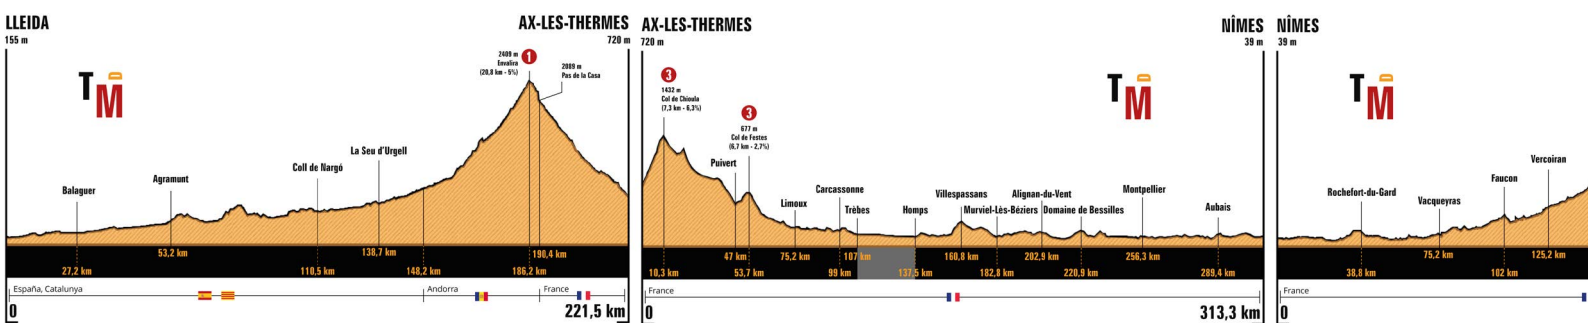 LLEIDA
155 m
AX-LES-THERMES
720 m
TMD
1
2409 m
Envalira
(20,8 km - 5%)
2089 m
Pas de la Casa
Balaguer
Agramunt
Coll de Nargó
La Seu d'Urgell
27,2 km
53,2 km
110,5 km
138,7 km
148,2 km
186,2 km
190,4 km
España, Catalunya
Andorra
France
0
221,5 km
AX-LES-THERMES
720 m
NÎMES
39 m
TMD
3
1432 m
Col de Chioula
(7,3 km - 6,3%)
3
677 m
Col de Festes
(6,7 km - 2,7%)
Puivert
Limoux
Carcassonne
Trèbes
Homps
Villespassans
Murviel-Lès-Béziers
Alignan-du-Vent
Domaine de Bessilles
Montpellier
Aubais
10,3 km
47 km
53,7 km
75,2 km
99 km
107 km
137,5 km
160,8 km
182,8 km
202,9 km
220,9 km
256,3 km
289,4 km
France
0
313,3 km
NÎMES
39 m
TMD
Rochefort-du-Gard
Vacqueyras
Faucon
Vercoiran
38,8 km
75,2 km
102 km
125,2 km
France
0